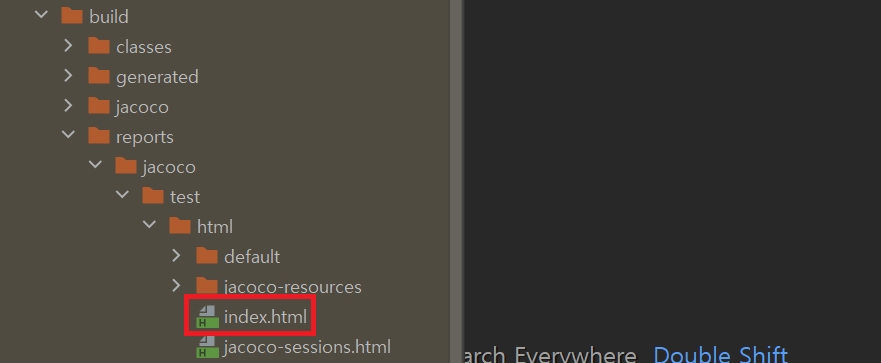 build
classes
generated
jacoco
reports
jacoco
test
html
default
jacoco-resources
index.html
jacoco-sessions.html
Everywhere Double Shift